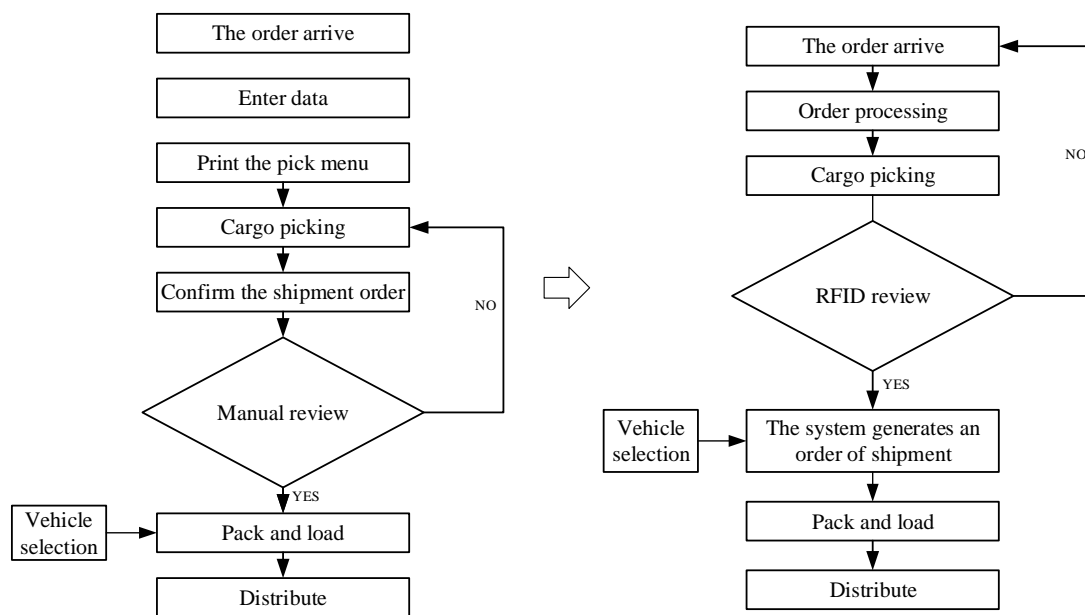 The order arrive
Enter data
Print the pick menu
Cargo picking
Confirm the shipment order
NO
Manual review
YES
Vehicle
selection
Pack and load
Distribute
The order arrive
Order processing
NO
Cargo picking
RFID review
YES
Vehicle
selection
The system generates an
order of shipment
Pack and load
Distribute